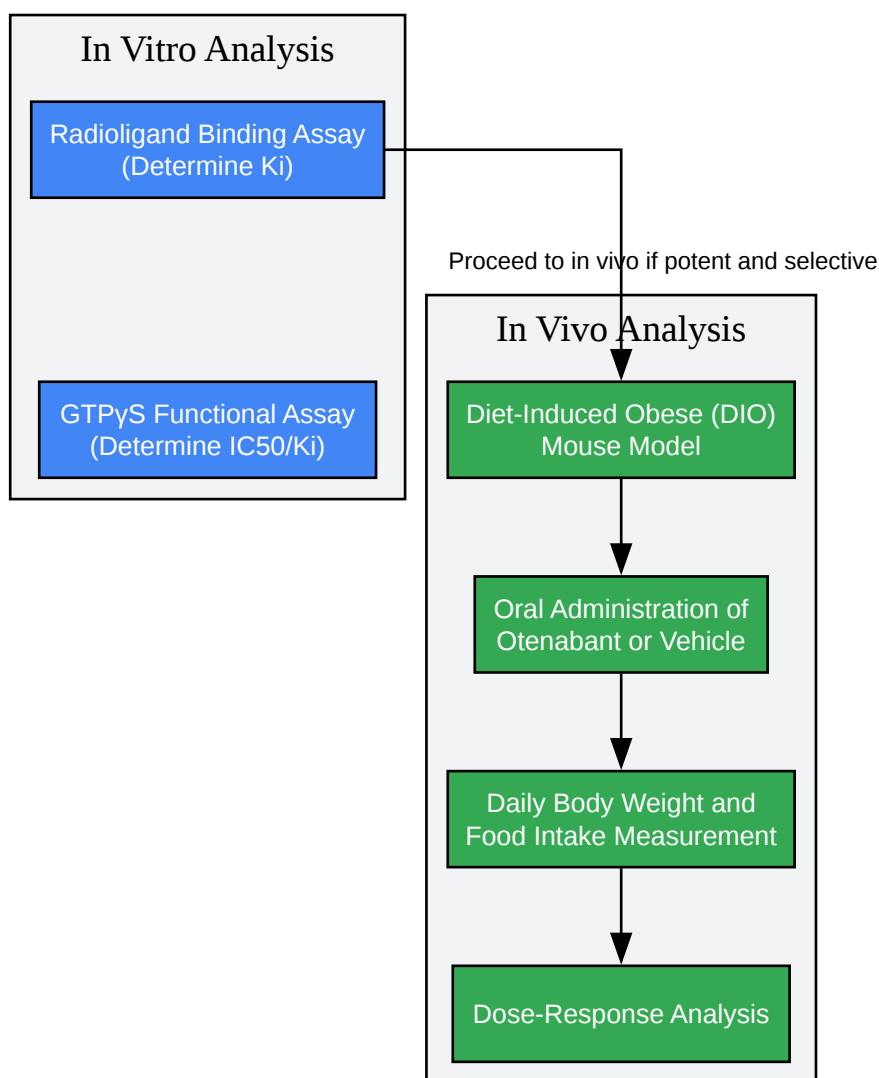 In Vitro Analysis
Radioligand Binding Assay
(Determine Ki)
GTPγS Functional Assay
(Determine IC50/Ki)
Proceed to in vivo if potent and selective
In Vivo Analysis
Diet-Induced Obese (DIO)
Mouse Model
Oral Administration of
Otenabant or Vehicle
Daily Body Weight and
Food Intake Measurement
Dose-Response Analysis